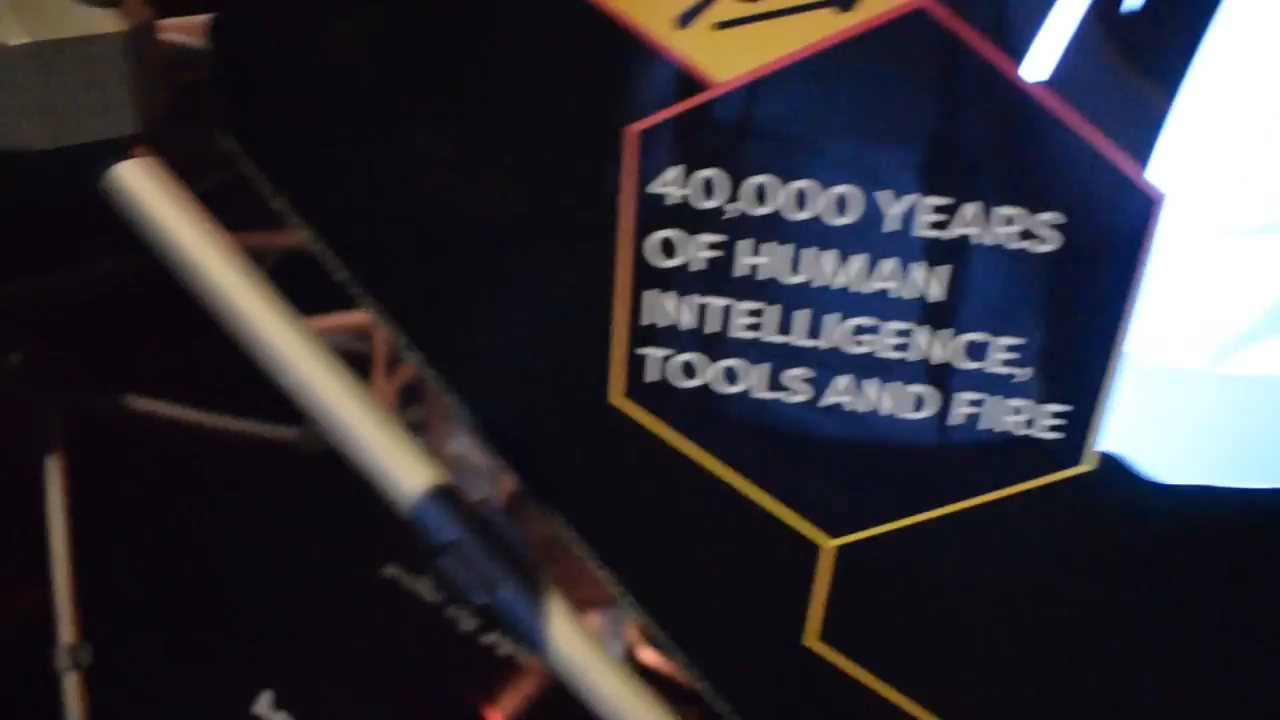 40,000 YEARS
OF HUMAN
INTELLIGENCE,
TOOLS AND FIRE